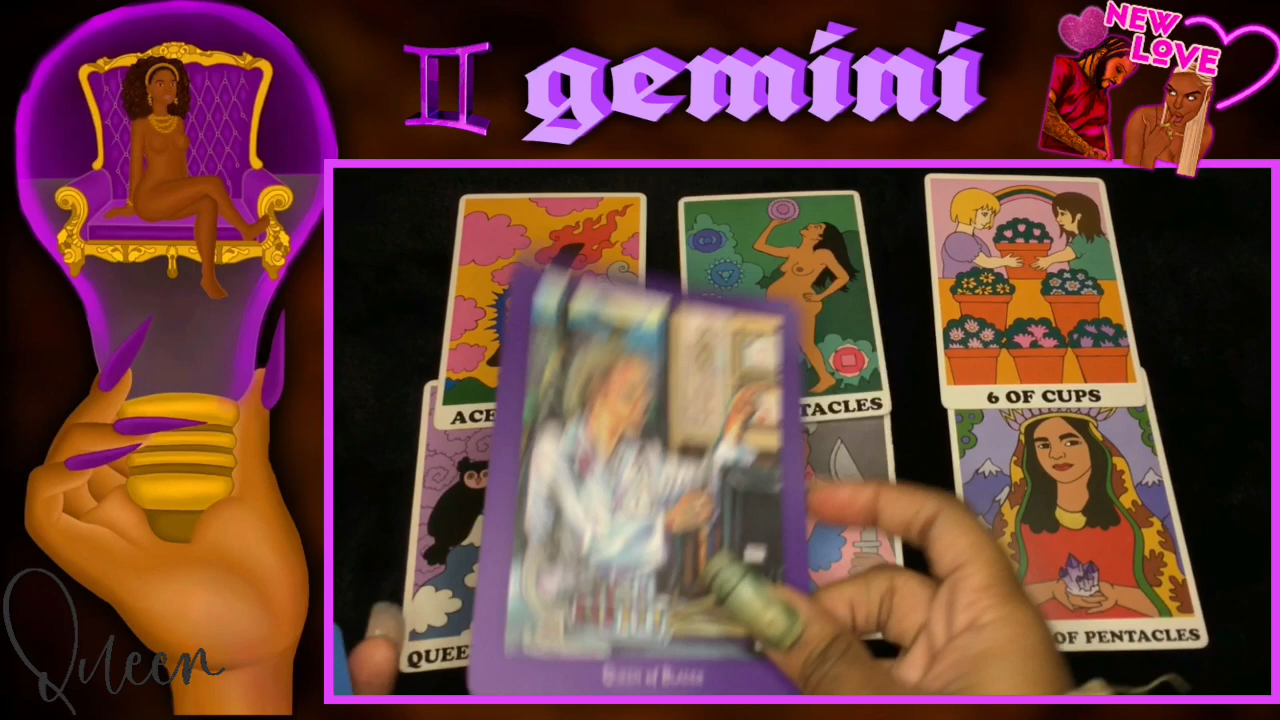 gemini
NEW
LOVE
ACE
TACLES
6 OF CUPS
QUEE
OF PENTACLES
Queen